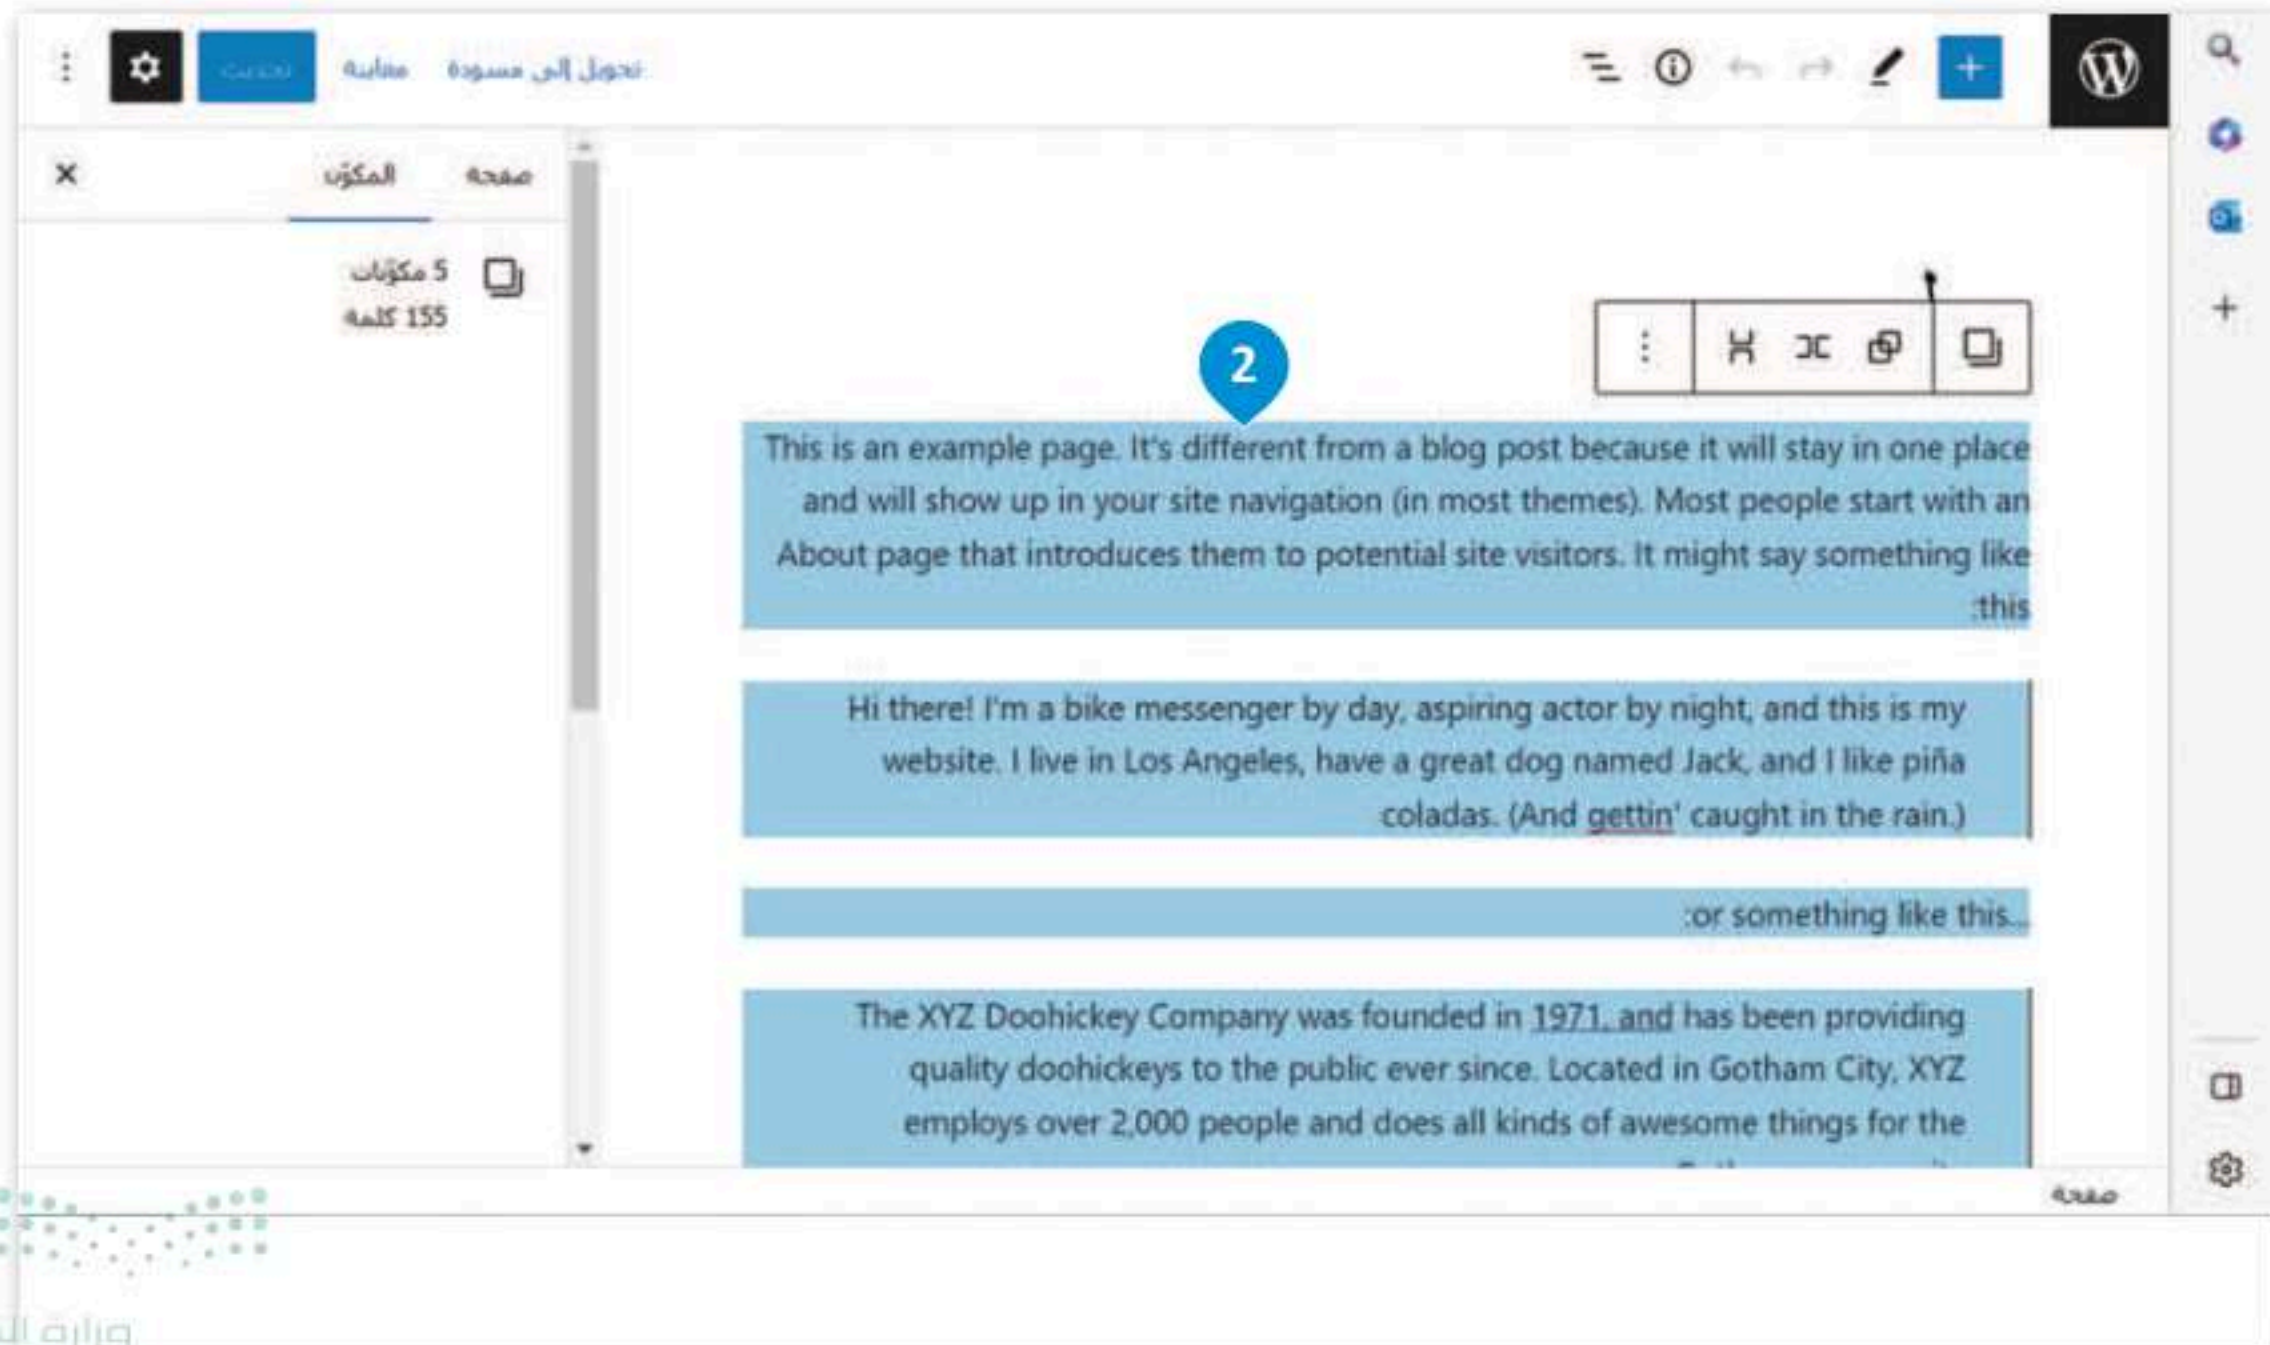 تحويل إلى مسودة
معاينة
تحديث
صفحة
المكوّن
5 مكوّنات
155 كلمة
2
This is an example page. It's different from a blog post because it will stay in one place
and will show up in your site navigation (in most themes). Most people start with an
About page that introduces them to potential site visitors. It might say something like
:this
Hi there! I'm a bike messenger by day, aspiring actor by night, and this is my
website. I live in Los Angeles, have a great dog named Jack, and I like piña
coladas. (And gettin' caught in the rain.)
:or something like this...
The XYZ Doohickey Company was founded in 1971, and has been providing
quality doohickeys to the public ever since. Located in Gotham City, XYZ
employs over 2,000 people and does all kinds of awesome things for the
صفحة
وزارة